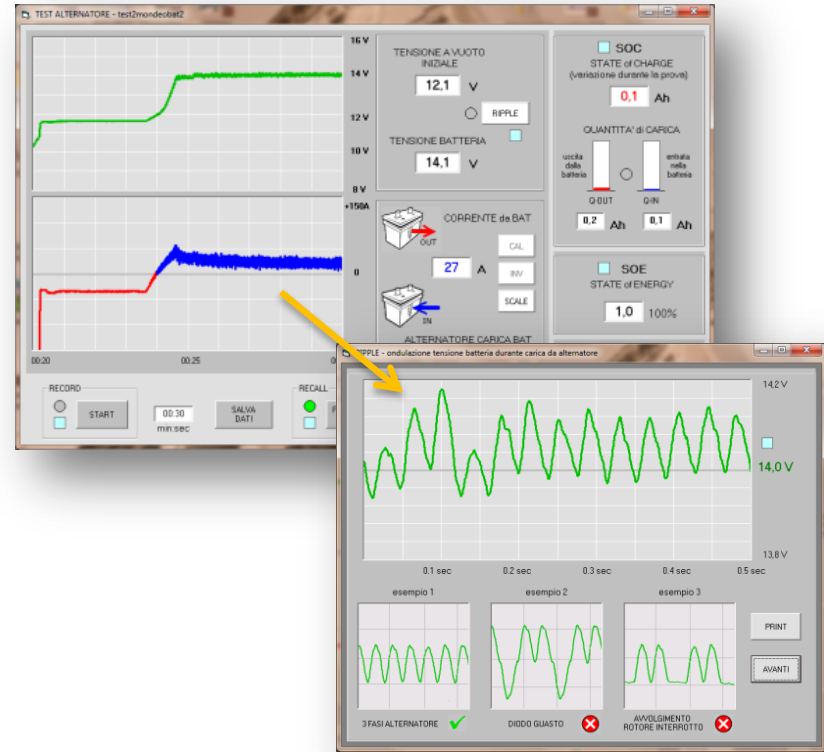 TEST ALTERNATORE - test2mondeobat2
16 V
14 V
12 V
10 V
8 V
TENSIONE A VUOTO
INIZIALE
12,1 V
RIPPLE
TENSIONE BATTERIA
14,1 V
SOC
STATE of CHARGE
(variazione durante la prova)
0,1 Ah
QUANTITA' di CARICA
uscita
dalla
batteria
entrata
nella
batteria
Q-OUT
Q-IN
0,2 Ah
0,1 Ah
+150A
0
CORRENTE da BAT
OUT
CAL
27 A
INV
SCALE
IN
ALTERNATORE CARICA BAT
SOE
STATE of ENERGY
1,0 100%
00:20
00:25
RECORD
START
00:30
min:sec
SALVA
DATI
RECALL
RIPPLE - ondulazione tensione batteria durante carica da alternatore
14,2 V
14,0 V
13,8 V
0.1 sec
0.2 sec
0.3 sec
0.4 sec
0.5 sec
esempio 1
esempio 2
esempio 3
PRINT
AVANTI
3 FASI ALTERNATORE
DIODO GUASTO
AVVOLGIMENTO
ROTORE INTERROTTO